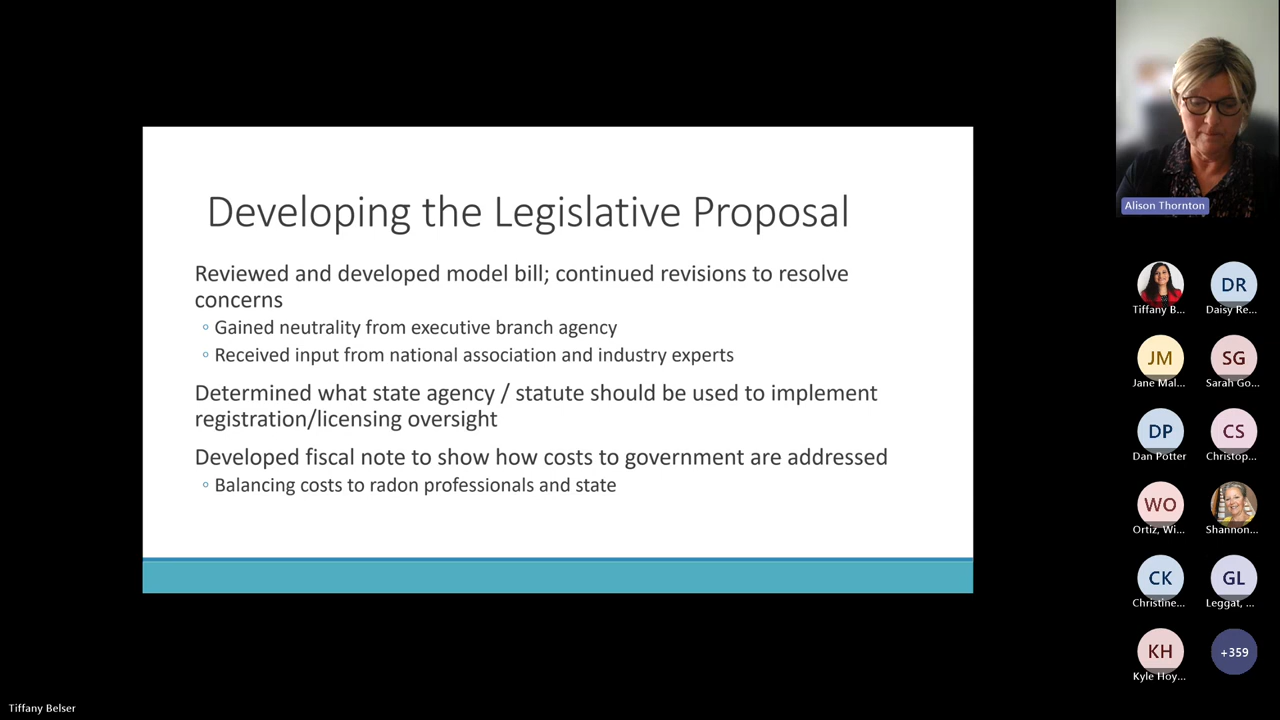 Developing the Legislative Proposal
Reviewed and developed model bill; continued revisions to resolve
concerns
◦ Gained neutrality from executive branch agency
◦ Received input from national association and industry experts
Determined what state agency / statute should be used to implement
registration/licensing oversight
Developed fiscal note to show how costs to government are addressed
◦ Balancing costs to radon professionals and state
Alison Thornton
Tiffany B...
DR
Daisy Re...
JM
Jane Mal...
SG
Sarah Go...
DP
Dan Potter
CS
Christop...
WO
Ortiz, Wi...
Shannon...
CK
Christine...
GL
Leggat, ...
KH
Kyle Hoy...
+359
Tiffany Belser